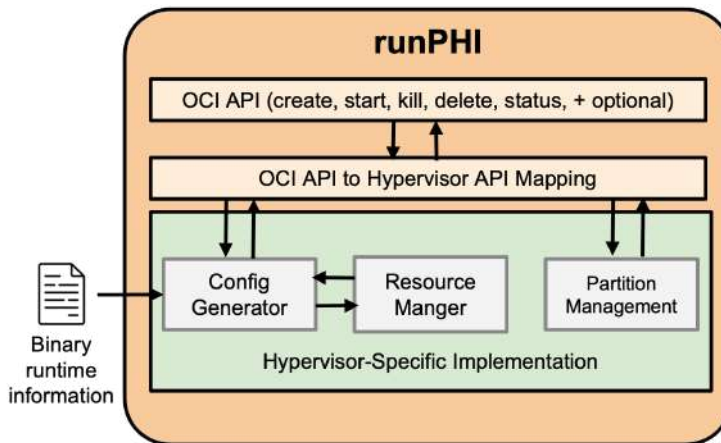 runPHI
OCI API (create, start, kill, delete, status, + optional)
OCI API to Hypervisor API Mapping
Config
Generator
Resource
Manger
Partition
Management
Hypervisor-Specific Implementation
Binary
runtime
information